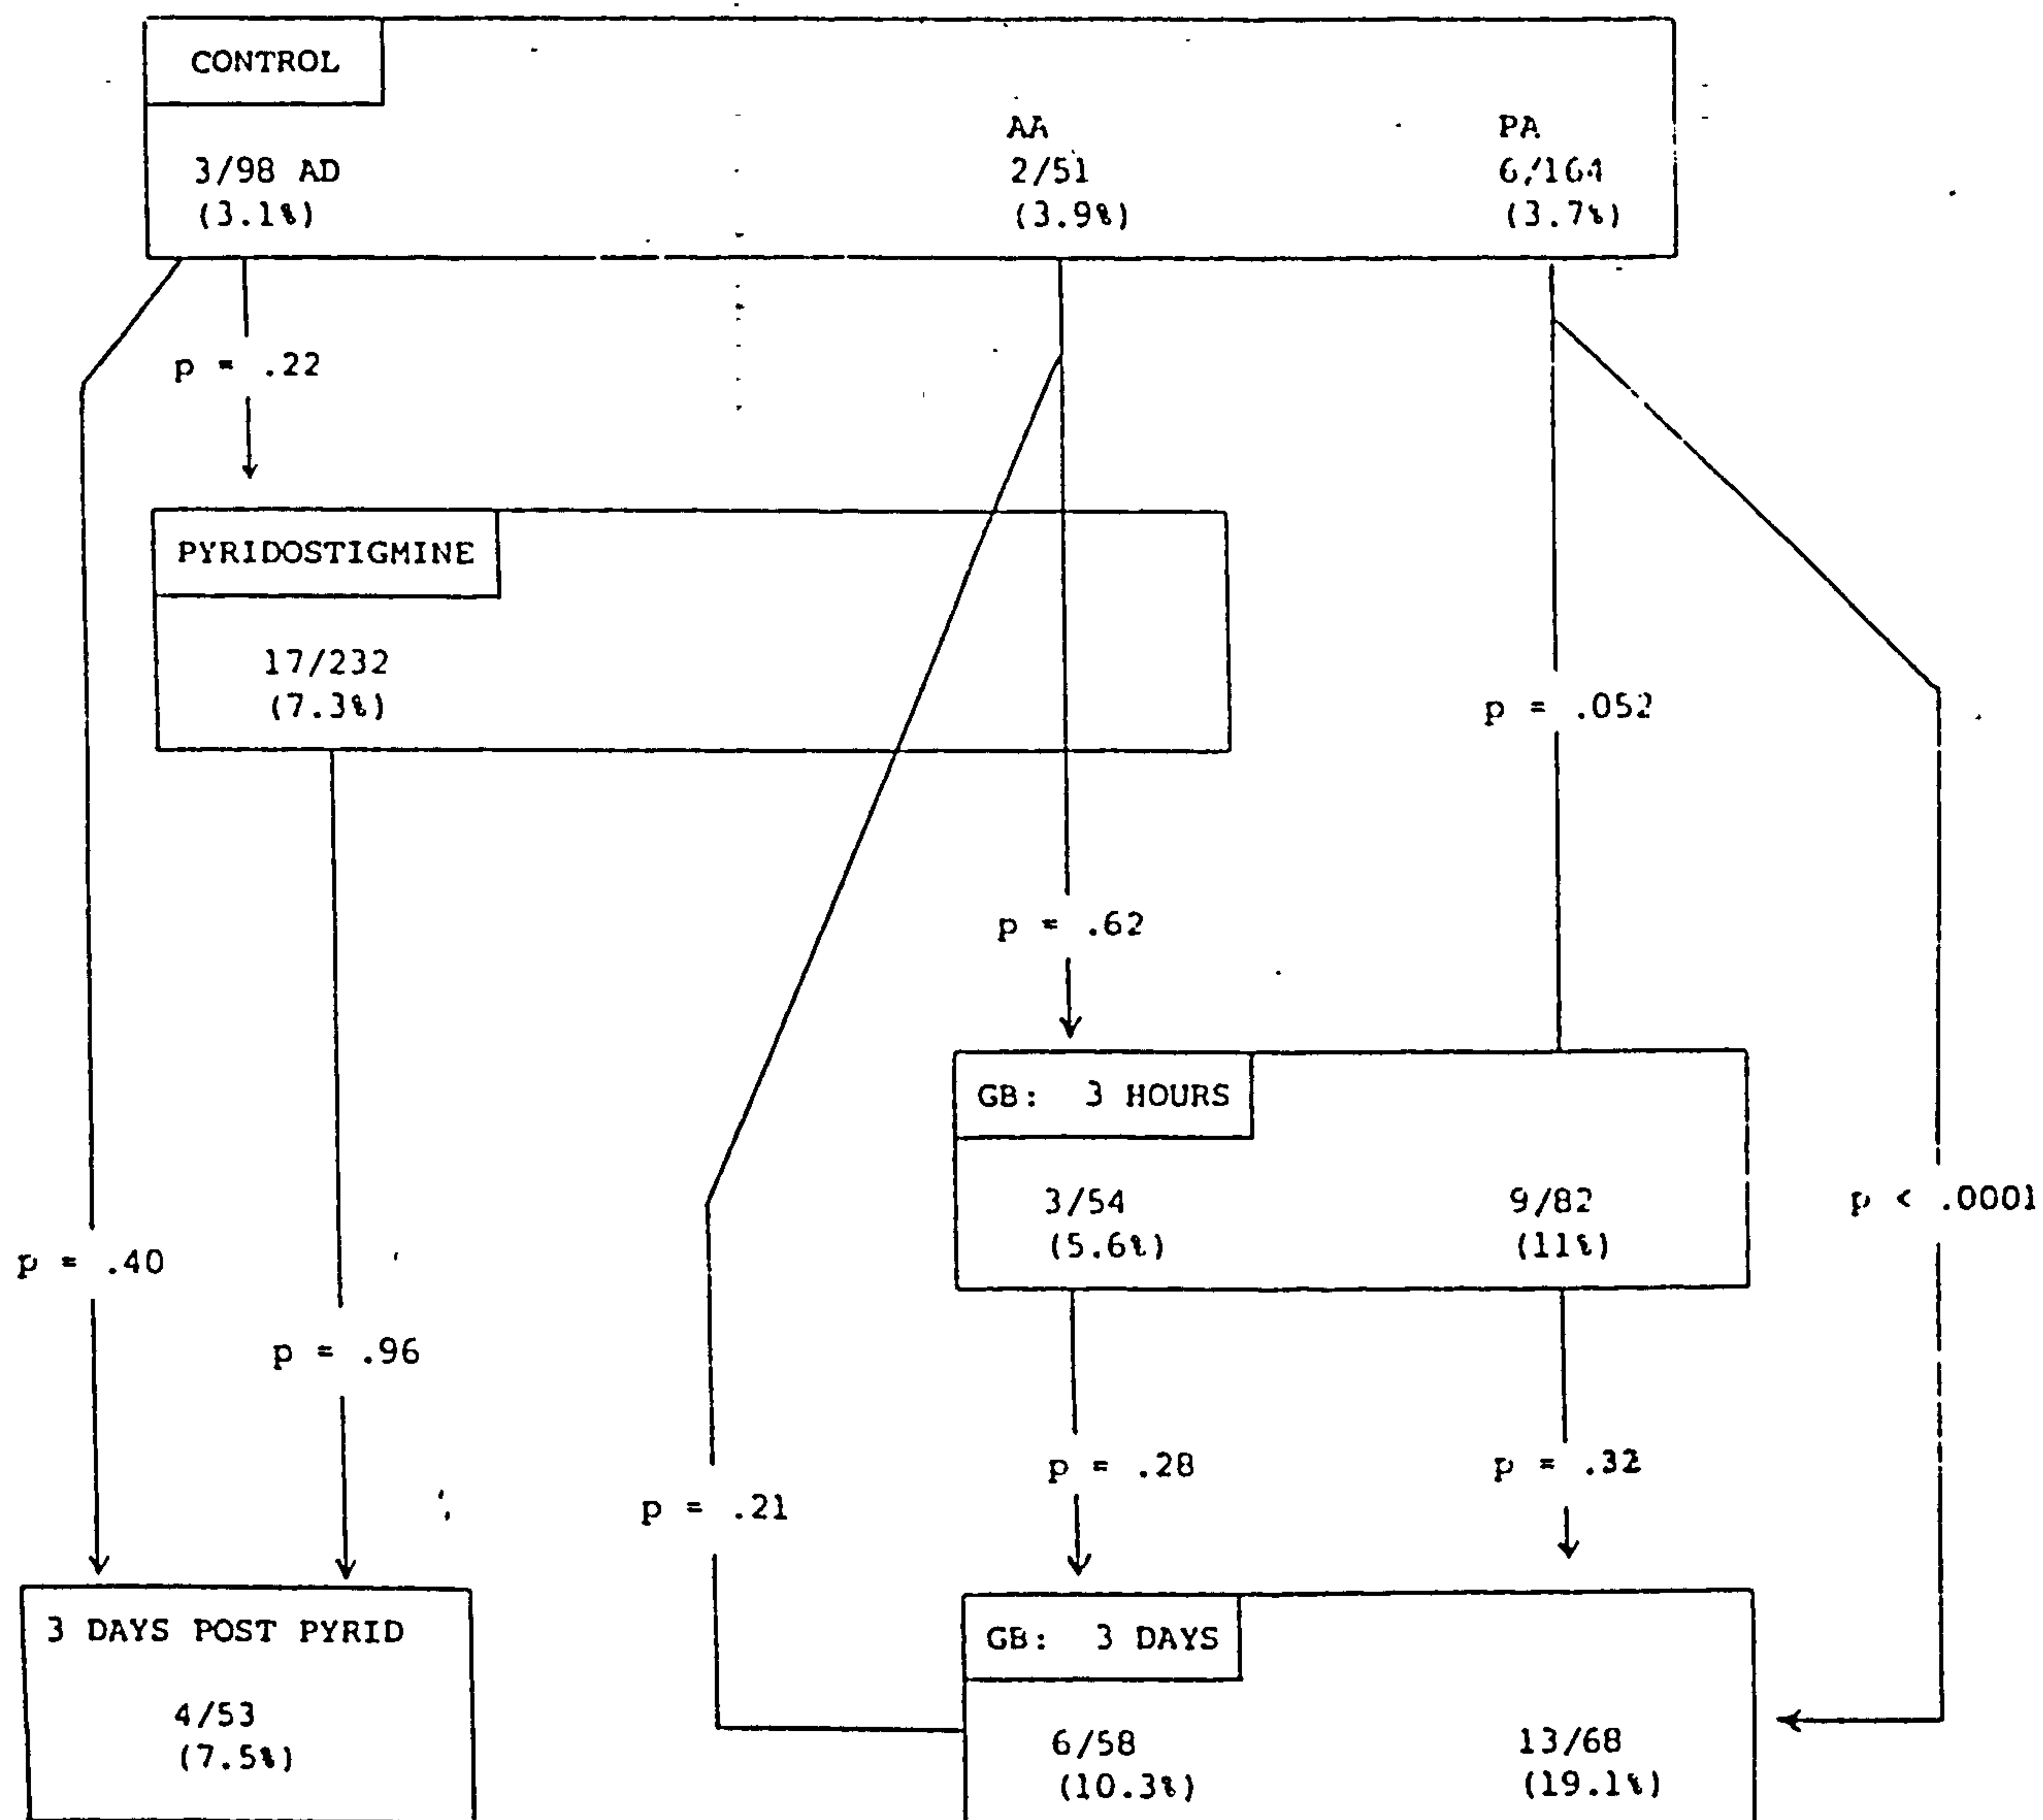 CONTROL
AA PA
3/98 AD 2/51 6/164
(3.1%) (3.9%) (3.7%)
p = .22
PYRIDOSTIGMINE
17/232
(7.3%)
p = .052
p = .62
GB: 3 HOURS
3/54 9/82
(5.6%) (11%)
p < .0001
p = .40
p = .96
p = .28 p = .32
p = .21
3 DAYS POST PYRID
4/53
(7.5%)
GB: 3 DAYS
6/58 13/68
(10.3%) (19.1%)